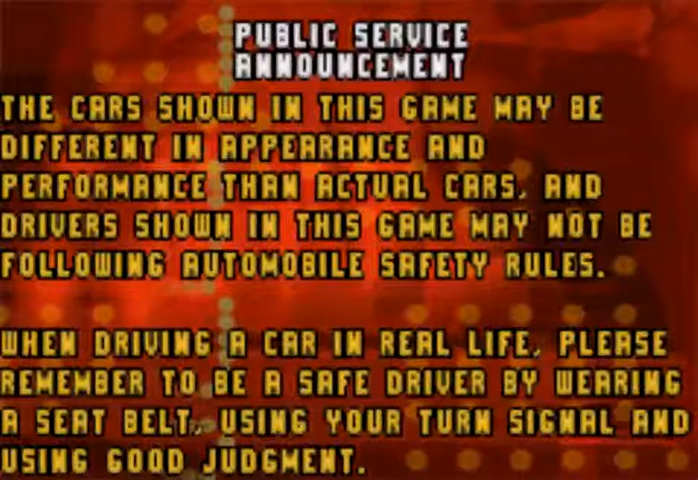 PUBLIC SERVICE
ANNOUNCEMENT
THE CARS SHOWN IN THIS GAME MAY BE
DIFFERENT IN APPEARANCE AND
PERFORMANCE THAN ACTUAL CARS, AND
DRIVERS SHOWN IN THIS GAME MAY NOT BE
FOLLOWING AUTOMOBILE SAFETY RULES.
WHEN DRIVING A CAR IN REAL LIFE, PLEASE
REMEMBER TO BE A SAFE DRIVER BY WEARING
A SEAT BELT, USING YOUR TURN SIGNAL AND
USING GOOD JUDGMENT.